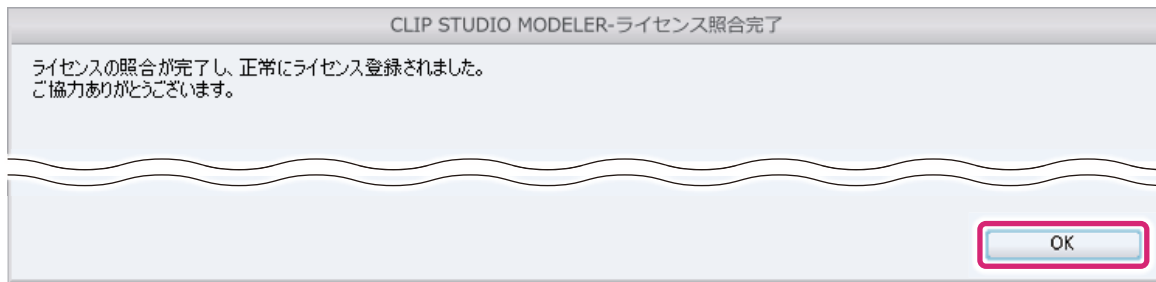 CLIP STUDIO MODELER-ライセンス照合完了
ライセンスの照合が完了し、正常にライセンス登録されました。
ご協力ありがとうございます。
OK